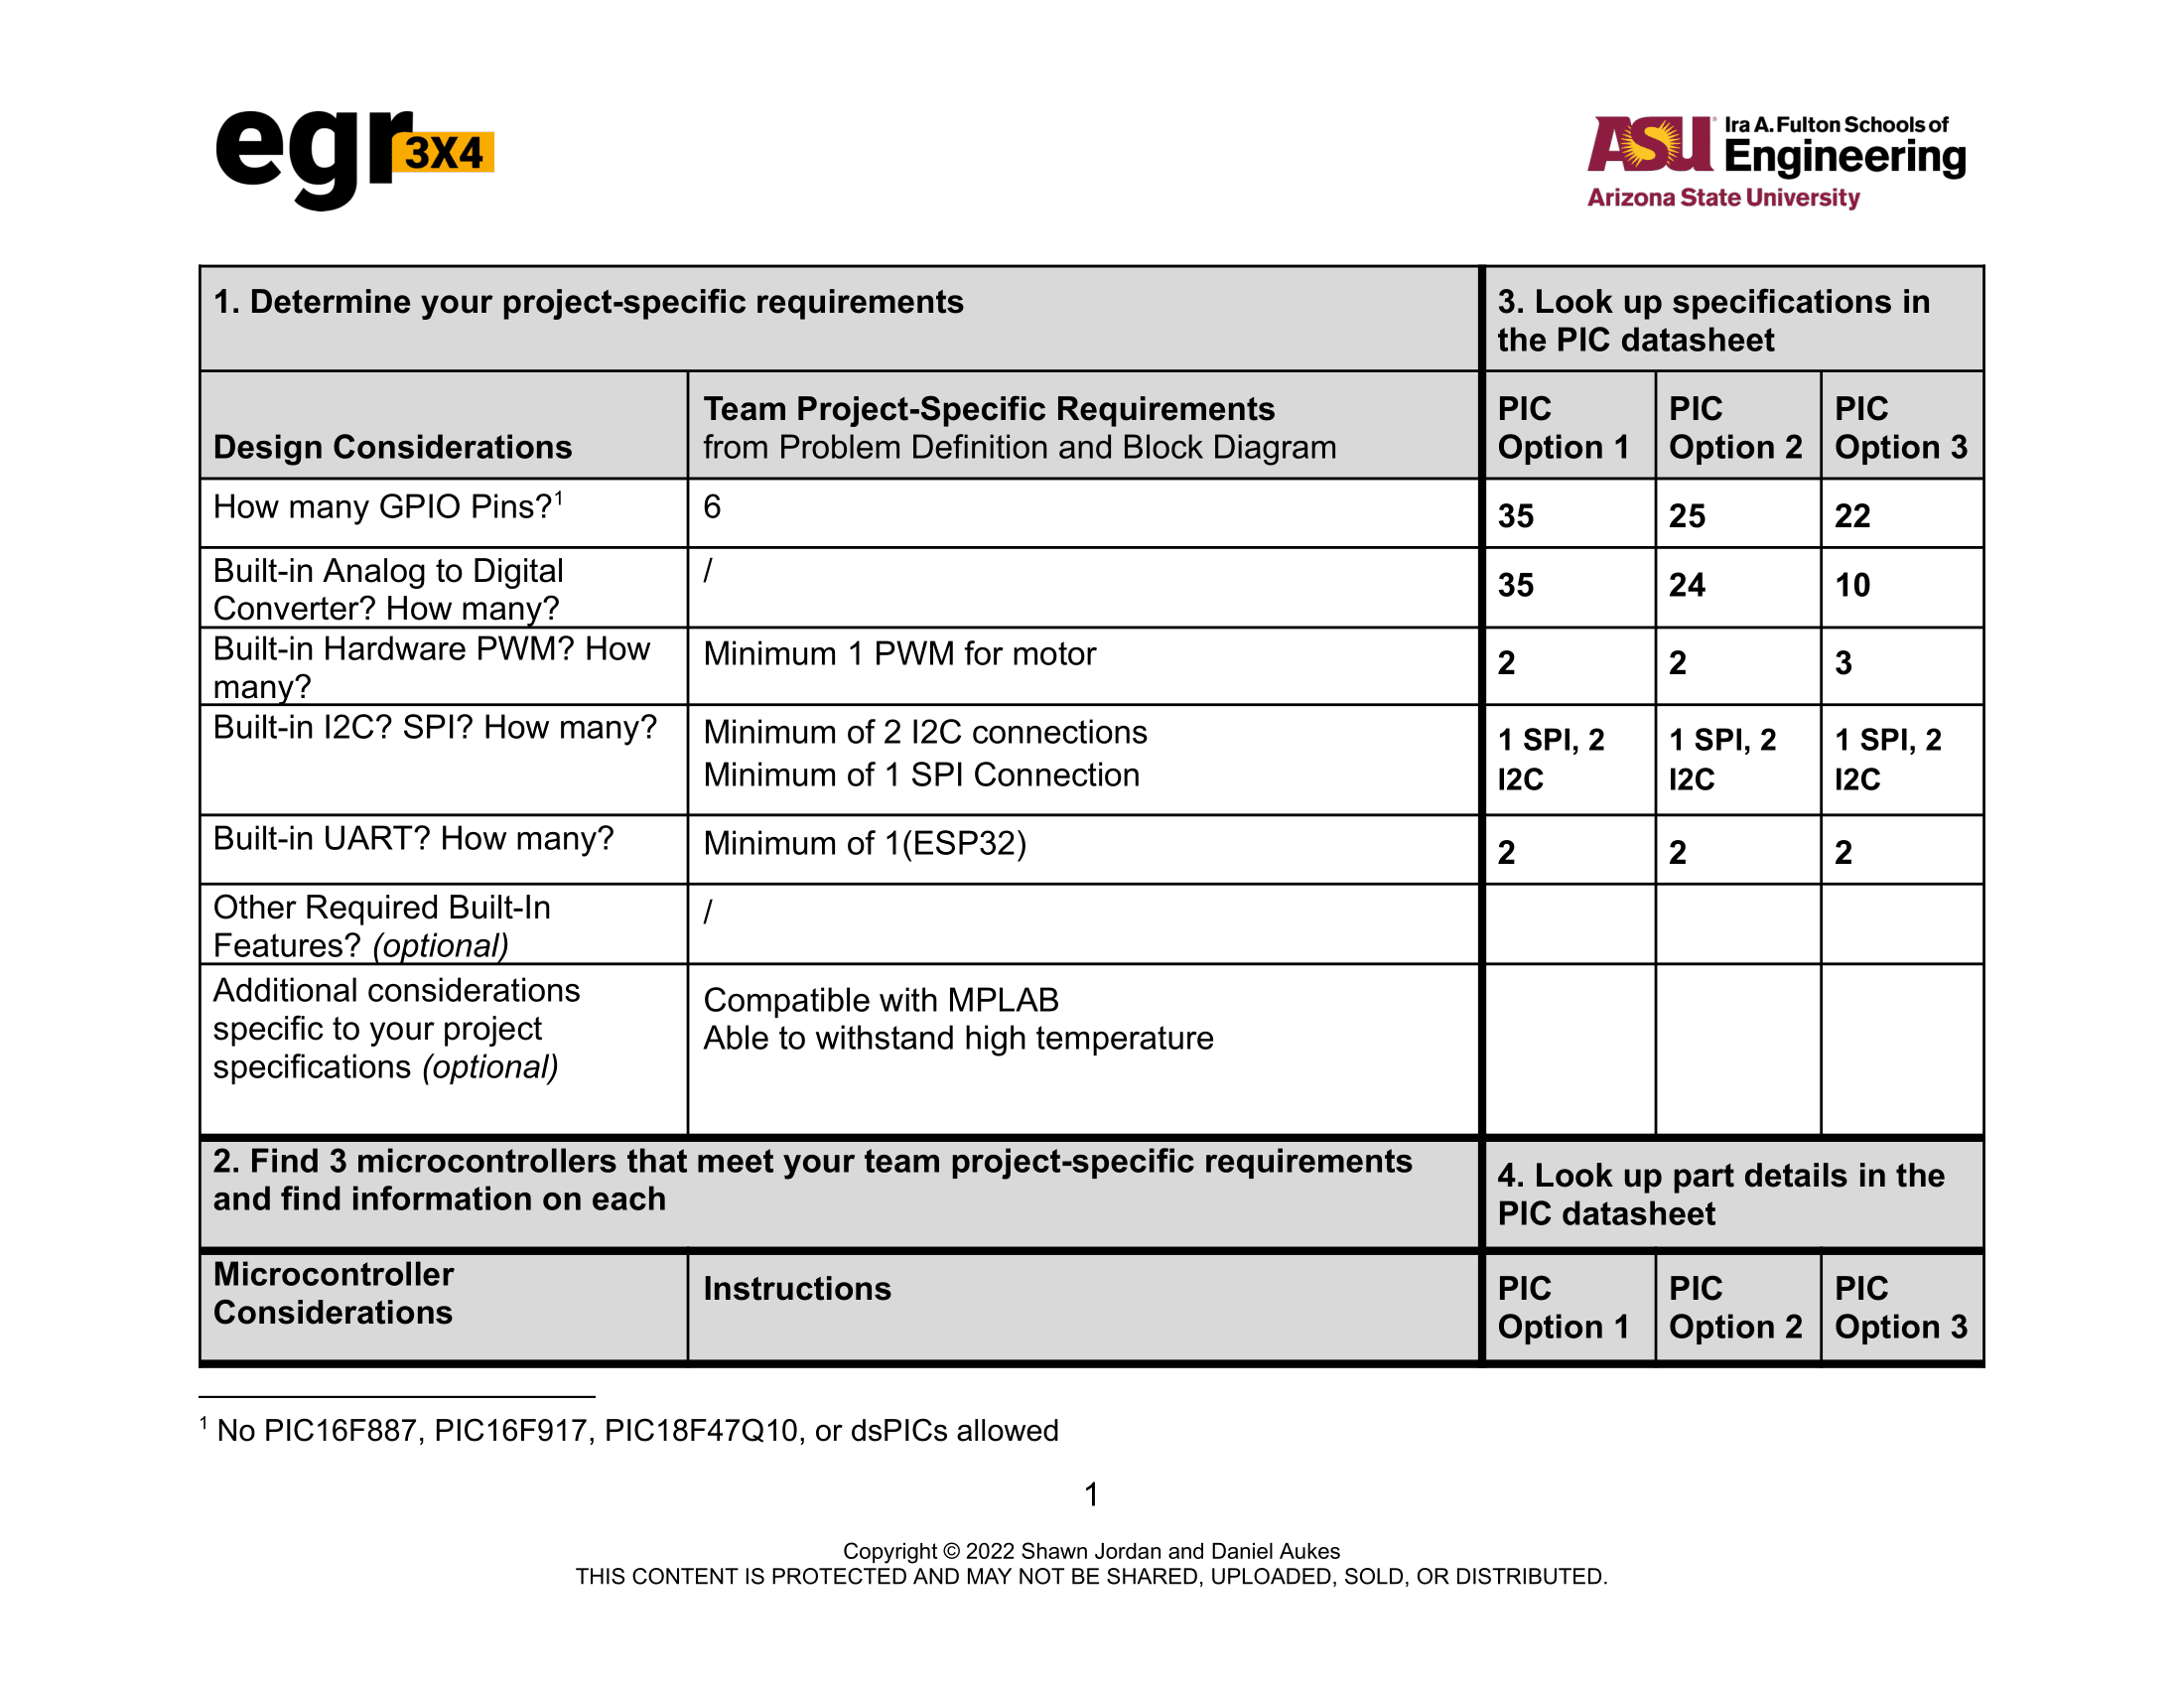 egr 3X4
ASU Ira A. Fulton Schools of
Engineering
Arizona State University
1. Determine your project-specific requirements
3. Look up specifications in
the PIC datasheet
Design Considerations
Team Project-Specific Requirements
from Problem Definition and Block Diagram
PIC
Option 1
PIC
Option 2
PIC
Option 3
How many GPIO Pins?1
6
35
25
22
Built-in Analog to Digital
Converter? How many?
/
35
24
10
Built-in Hardware PWM? How
many?
Minimum 1 PWM for motor
2
2
3
Built-in I2C? SPI? How many?
Minimum of 2 I2C connections
Minimum of 1 SPI Connection
1 SPI, 2
I2C
1 SPI, 2
I2C
1 SPI, 2
I2C
Built-in UART? How many?
Minimum of 1(ESP32)
2
2
2
Other Required Built-In
Features? (optional)
/
Additional considerations
specific to your project
specifications (optional)
Compatible with MPLAB
Able to withstand high temperature
2. Find 3 microcontrollers that meet your team project-specific requirements
and find information on each
4. Look up part details in the
PIC datasheet
Microcontroller
Considerations
Instructions
PIC
Option 1
PIC
Option 2
PIC
Option 3
1 No PIC16F887, PIC16F917, PIC18F47Q10, or dsPICs allowed
1
Copyright © 2022 Shawn Jordan and Daniel Aukes
THIS CONTENT IS PROTECTED AND MAY NOT BE SHARED, UPLOADED, SOLD, OR DISTRIBUTED.